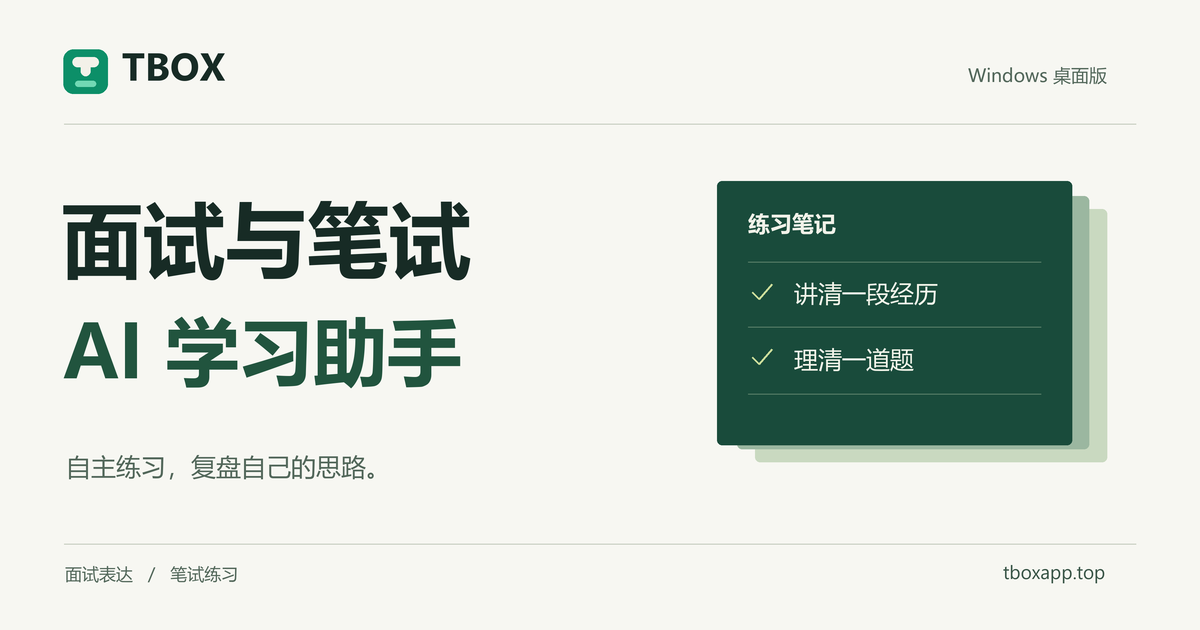 TBOX
Windows 桌面版
面试与笔试
AI 学习助手
自主练习，复盘自己的思路。
练习笔记
讲清一段经历
理清一道题
面试表达 / 笔试练习
tboxapp.top